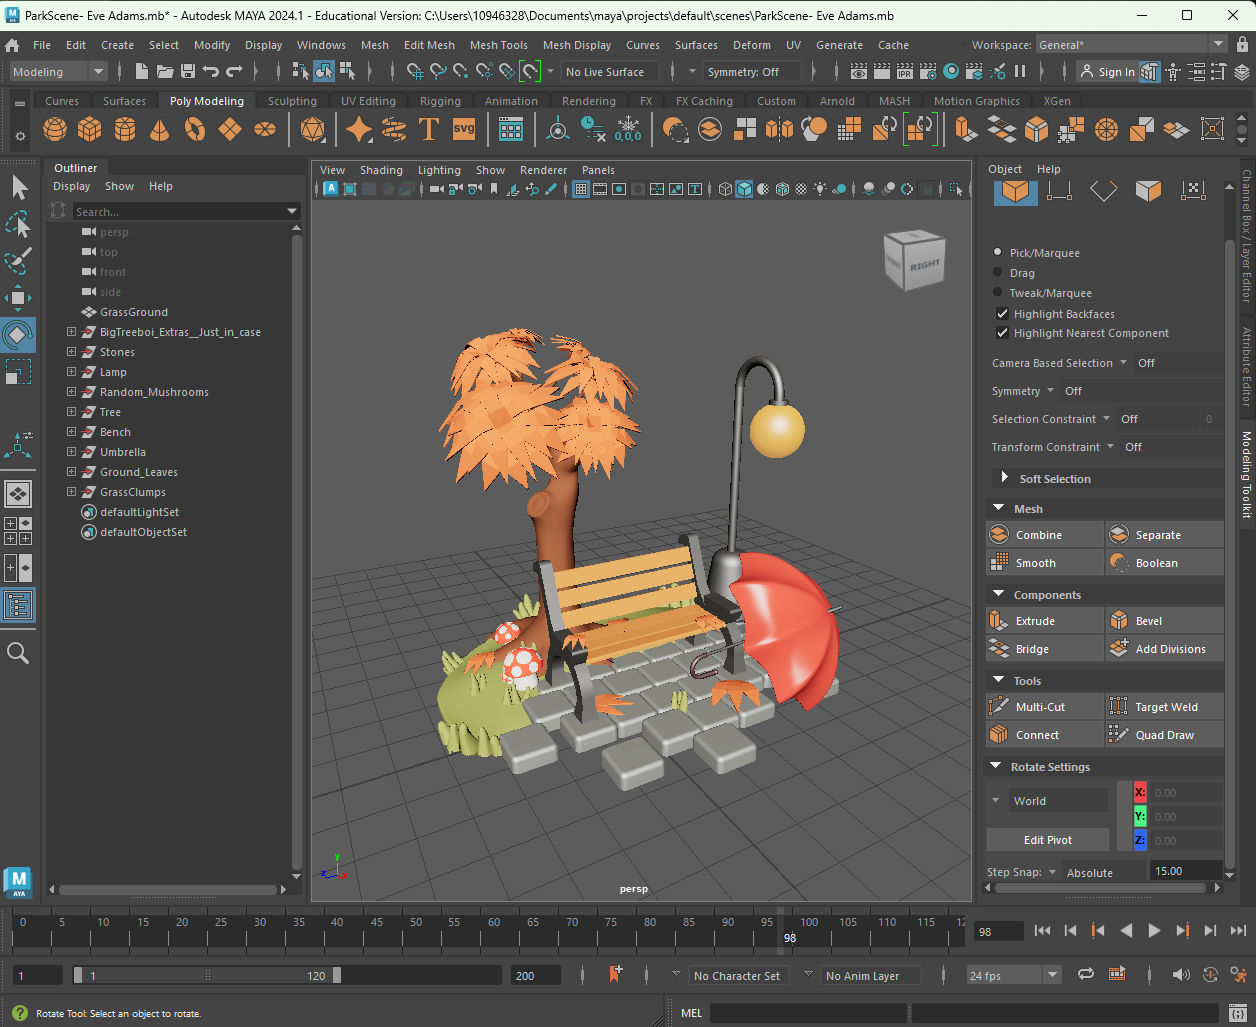 ParkScene- Eve Adams.mb* - Autodesk MAYA 2024.1 - Educational Version: C:\Users\10946328\Documents\maya\projects\default\scenes\ParkScene- Eve Adams.mb
File Edit Create Select Modify Display Windows Mesh Edit Mesh Mesh Tools Mesh Display Curves Surfaces Deform UV Generate Cache Workspace: General*
Modeling No Live Surface Symmetry: Off IPR Sign In
Curves Surfaces Poly Modeling Sculpting UV Editing Rigging Animation Rendering FX FX Caching Custom Arnold MASH Motion Graphics XGen
T SVG 0,0,0
Outliner
Display Show Help
Search...
persp
top
front
side
GrassGround
BigTreeboi_Extras__Just_in_case
Stones
Lamp
Random_Mushrooms
Tree
Bench
Umbrella
Ground_Leaves
GrassClumps
defaultLightSet
defaultObjectSet
View Shading Lighting Show Renderer Panels
RIGHT
y
z
x
persp
Object Help
Pick/Marquee
Drag
Tweak/Marquee
Highlight Backfaces
Highlight Nearest Component
Camera Based Selection Off
Symmetry Off
Selection Constraint Off 0
Transform Constraint Off
Soft Selection
Mesh
Combine Separate
Smooth Boolean
Components
Extrude Bevel
Bridge Add Divisions
Tools
Multi-Cut Target Weld
Connect Quad Draw
Rotate Settings
World
X: 0.00
Y: 0.00
Z: 0.00
Edit Pivot
Step Snap: Absolute 15.00
Channel Box / Layer Editor
Attribute Editor
Modeling Toolkit
M
AYA
0 5 10 15 20 25 30 35 40 45 50 55 60 65 70 75 80 85 90 95 100 105 110 115 12
98
98
1 1 120 200 No Character Set No Anim Layer 24 fps
Rotate Tool: Select an object to rotate. MEL